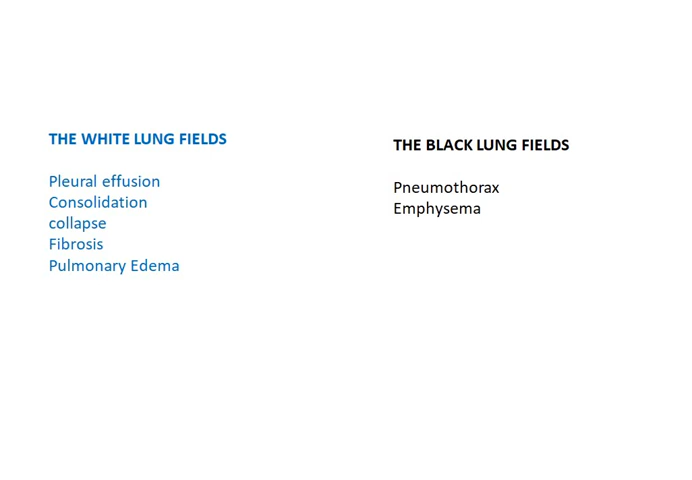 THE WHITE LUNG FIELDS
Pleural effusion
Consolidation
collapse
Fibrosis
Pulmonary Edema
THE BLACK LUNG FIELDS
Pneumothorax
Emphysema